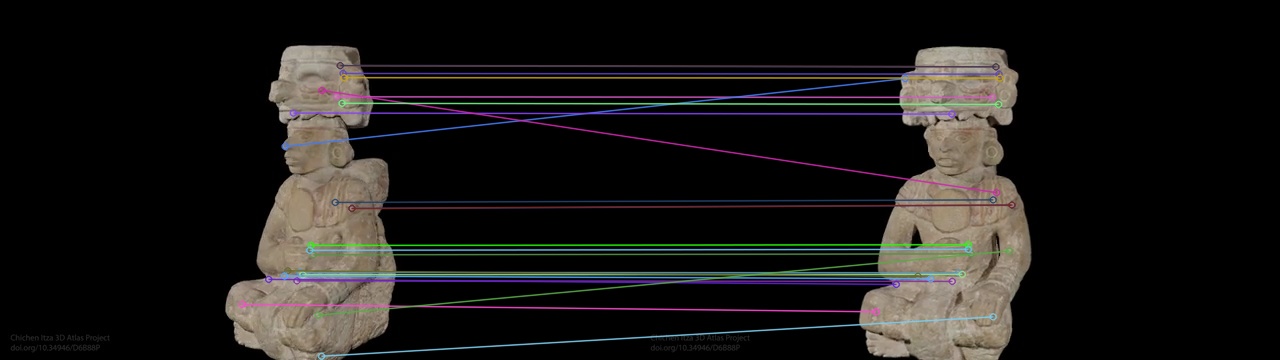 Chichen Itza 3D Atlas Project
doi.org/10.34946/D6B88P
Chichen Itza 3D Atlas Project
doi.org/10.34946/D6B88P